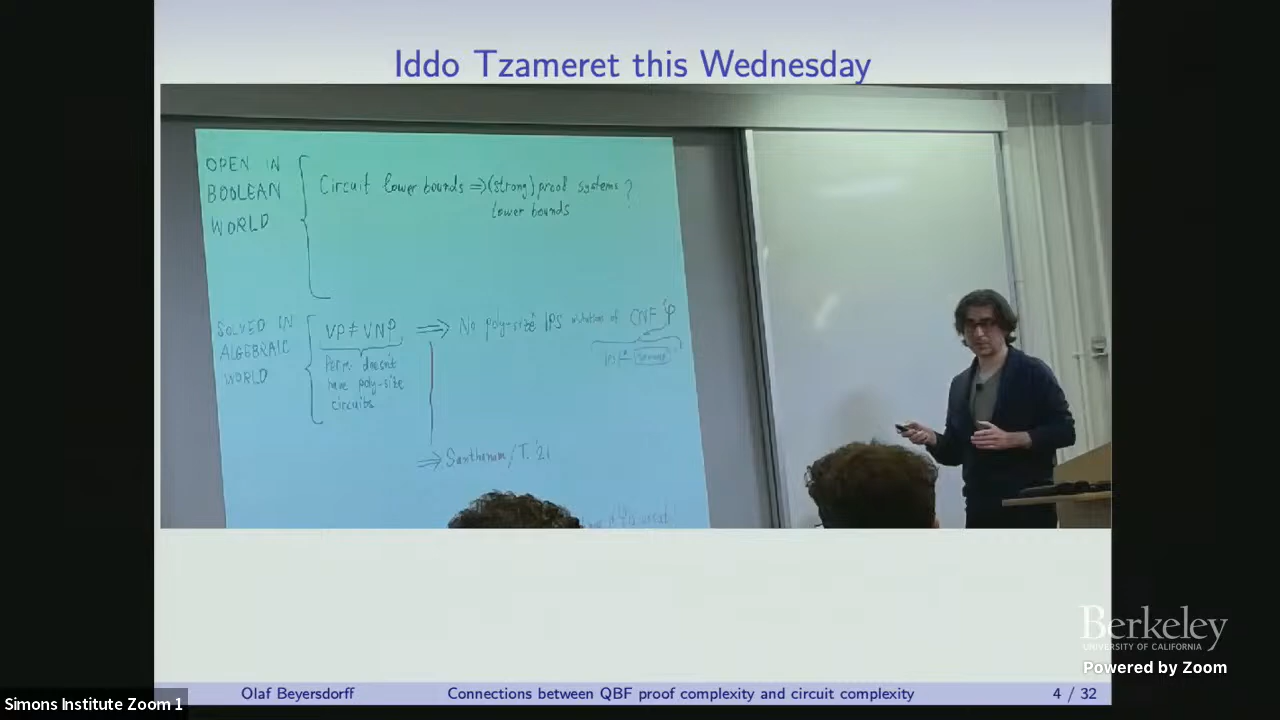 Iddo Tzameret this Wednesday
OPEN IN
BOOLEAN
WORLD
Circuit lower bounds ⇒ (strong) proof systems ?
lower bounds
SOLVED IN
ALGEBRAIC
WORLD
VP ≠ VNP ⇒ No poly-size IPS of CNF φ
Perm. doesn't
have poly-size
circuits
⇒ Santhanam/T. '21
unsat
Berkeley
UNIVERSITY OF CALIFORNIA
Powered by Zoom
Olaf Beyersdorff Connections between QBF proof complexity and circuit complexity 4 / 32
Simons Institute Zoom 1